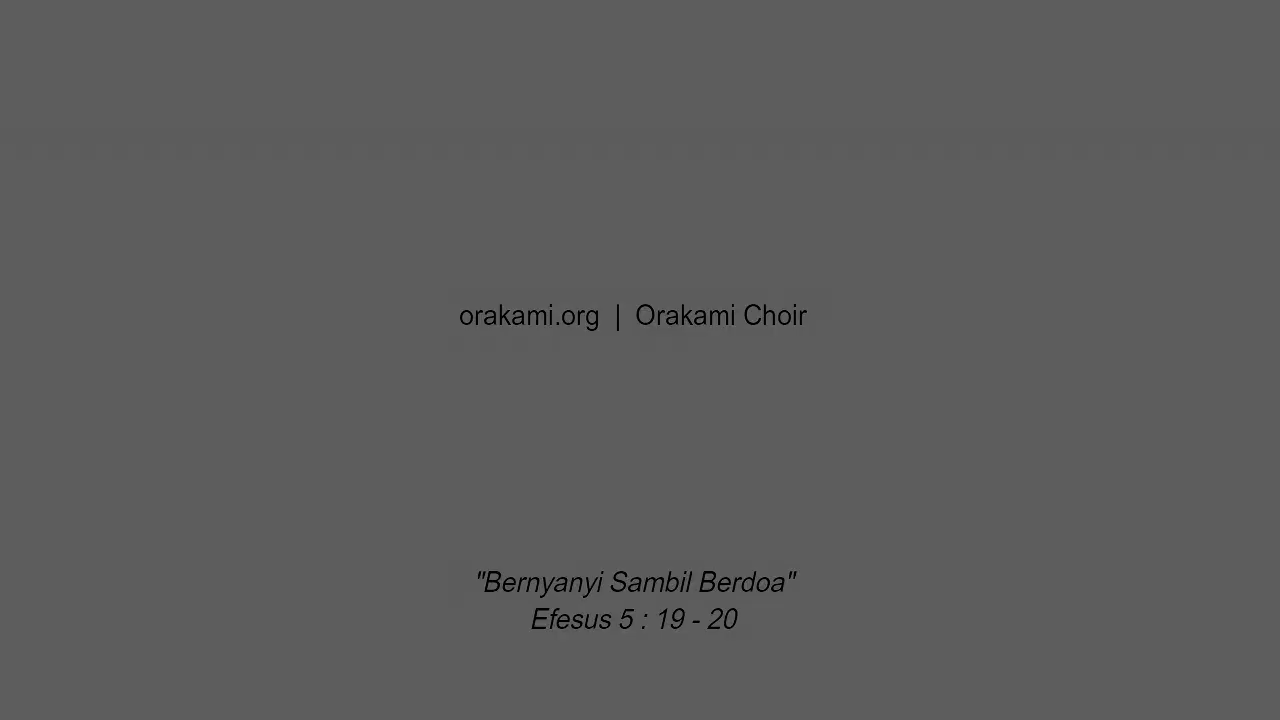 orakami.org | Orakami Choir
"Bernyanyi Sambil Berdoa"
Efesus 5 : 19 - 20